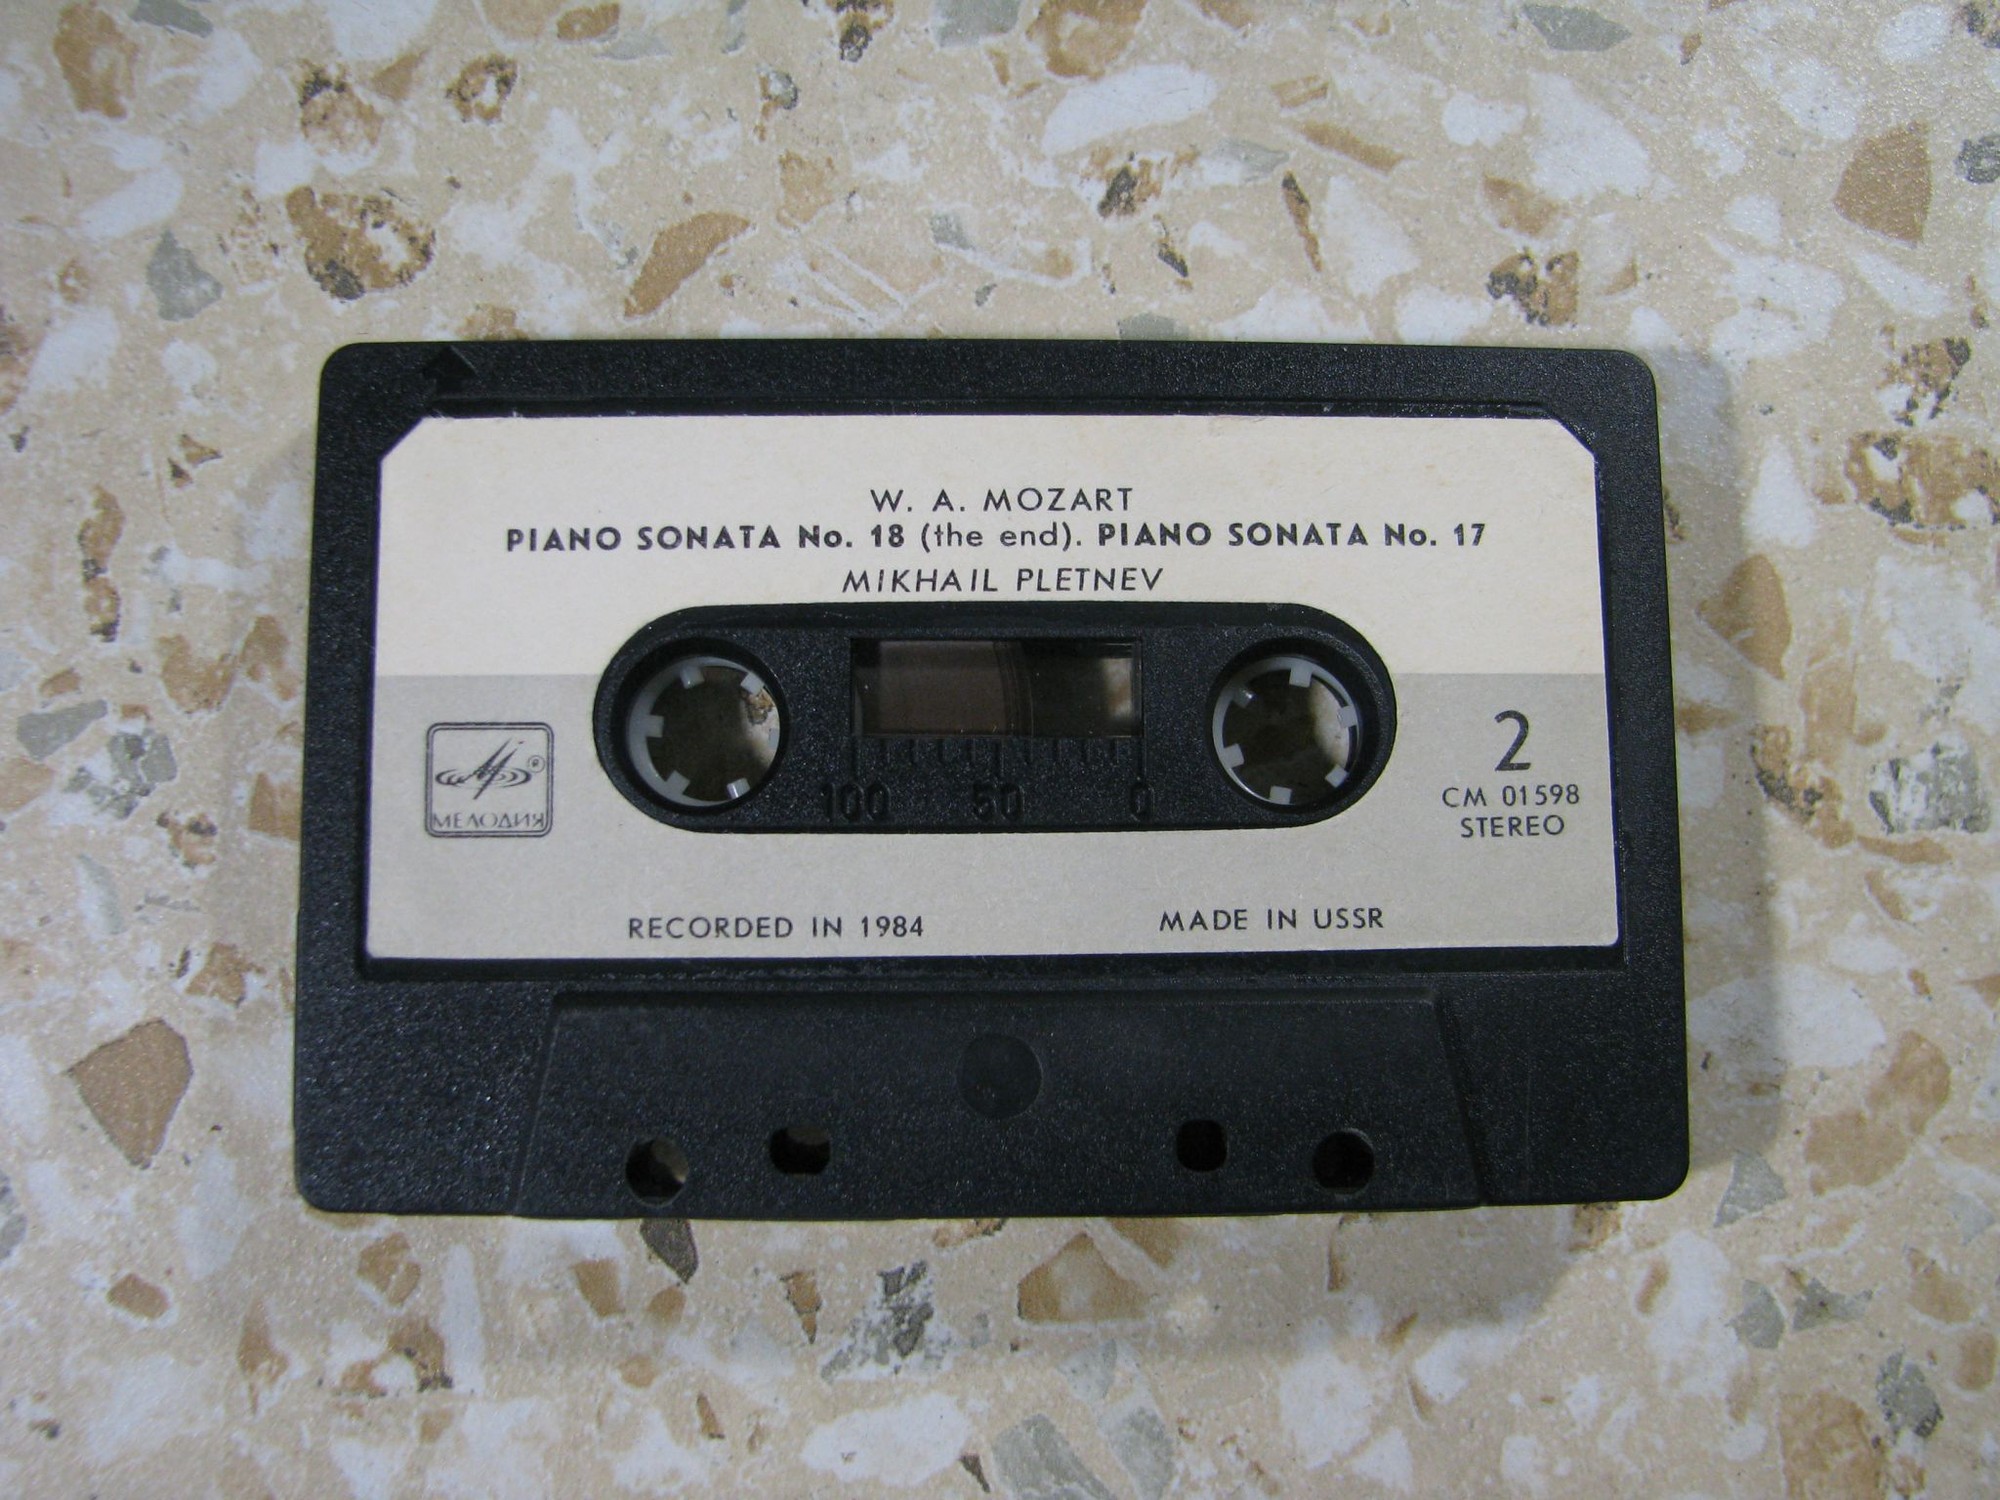 W. A. MOZART
PIANO SONATA No. 18 (the end). PIANO SONATA No. 17
MIKHAIL PLETNEV
МЕЛОДИЯ ®
100 50 0
2
CM 01598
STEREO
RECORDED IN 1984
MADE IN USSR